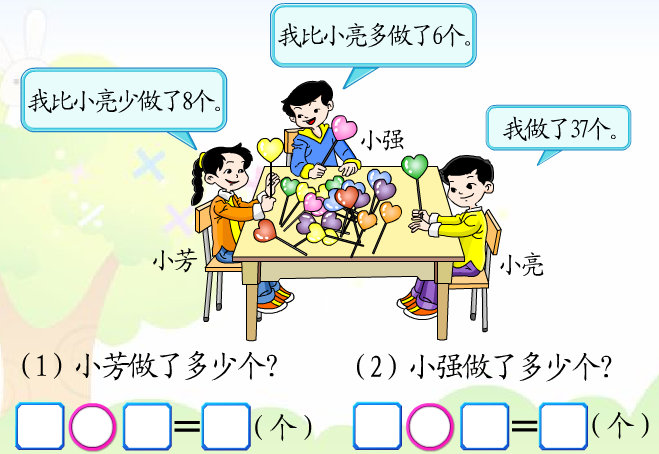 我比小亮多做了6个。
我比小亮少做了8个。
我做了37个。
小强
小芳
小亮
(1)小芳做了多少个?
(2)小强做了多少个?
□○□=□(个)
□○□=□(个)